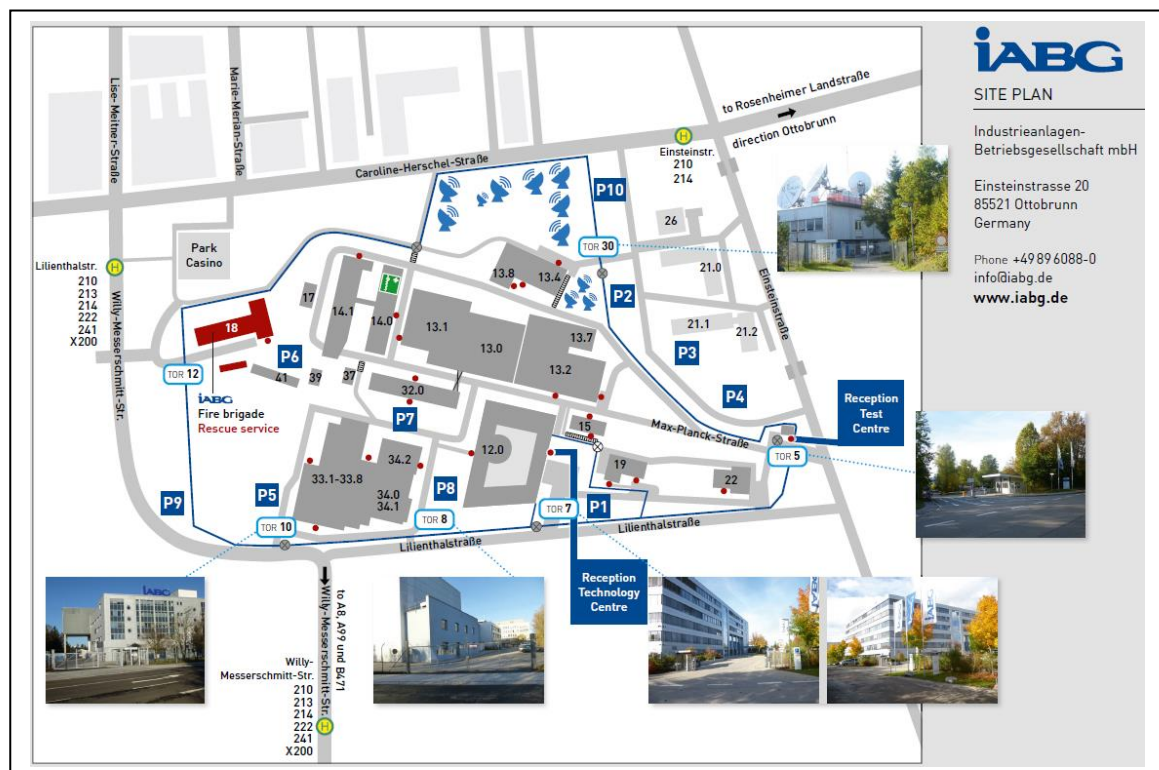 iABG
SITE PLAN
Industrieanlagen-
Betriebsgesellschaft mbH
Einsteinstrasse 20
85521 Ottobrunn
Germany
Phone +49 89 6088-0
info@iabg.de
www.iabg.de
to Rosenheimer Landstraße
direction Ottobrunn
Lise-Meitner-Straße
Marie-Merian-Straße
Caroline-Herschel-Straße
H
Einsteinstr.
210
214
P10
26
TOR 30
Park
Casino
Lilienthalstr.
H
210
213
214
222
241
X200
Willy-Messerschmitt-Str.
17
14.1
14.0
13.8
13.4
13.1
13.0
13.7
13.2
P2
21.0
21.1
21.2
P3
P4
Einsteinstraße
18
P6
41
39
37
32.0
P7
TOR 12
iABG
Fire brigade
Rescue service
Reception
Test
Centre
Max-Planck-Straße
TOR 5
15
19
22
12.0
34.2
33.1-33.8
34.0
34.1
P8
P5
P9
P1
TOR 10
TOR 8
TOR 7
Lilienthalstraße
Lilienthalstraße
Reception
Technology
Centre
iABG
to A8, A99 und B471
Willy-Messerschmitt-Str.
Willy-
Messerschmitt-Str.
210
213
214
222
241
X200
H